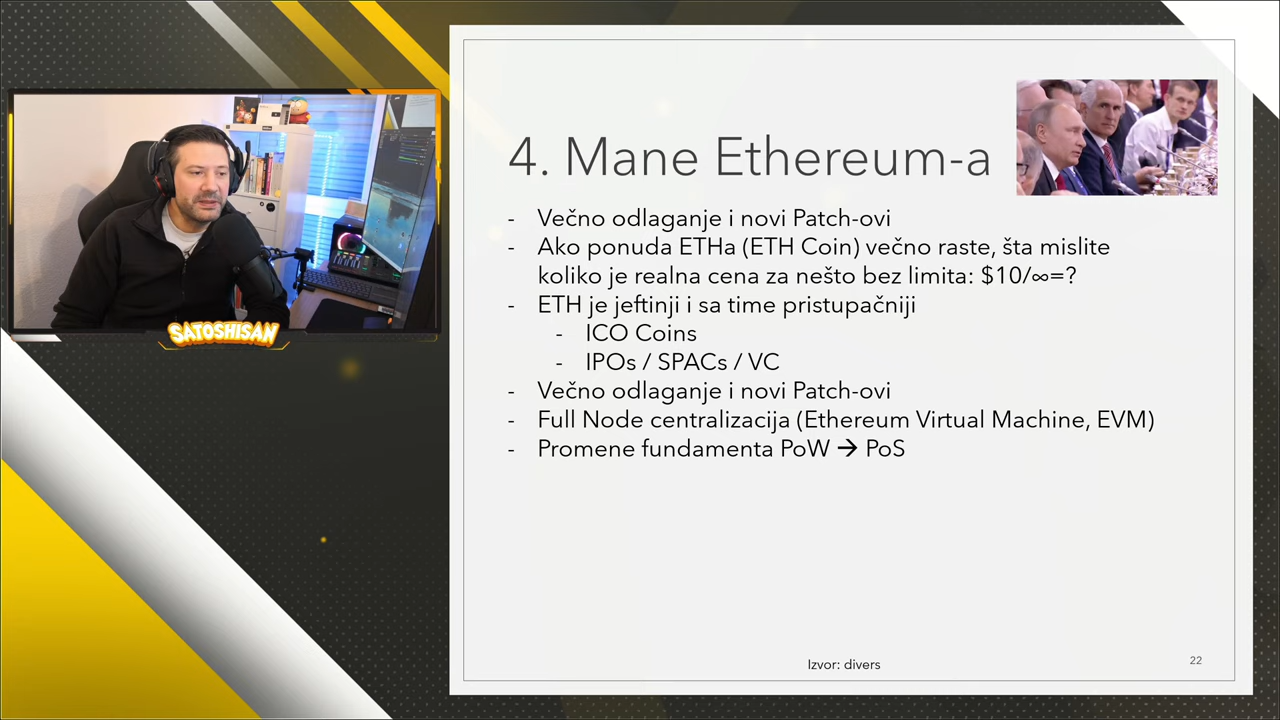 SATOSHISAN
4. Mane Ethereum-a
- Večno odlaganje i novi Patch-ovi
- Ako ponuda ETHa (ETH Coin) večno raste, šta mislite
koliko je realna cena za nešto bez limita: $10/∞=?
- ETH je jeftinji i sa time pristupačniji
- ICO Coins
- IPOs / SPACs / VC
- Večno odlaganje i novi Patch-ovi
- Full Node centralizacija (Ethereum Virtual Machine, EVM)
- Promene fundamenta PoW → PoS
Izvor: divers
22